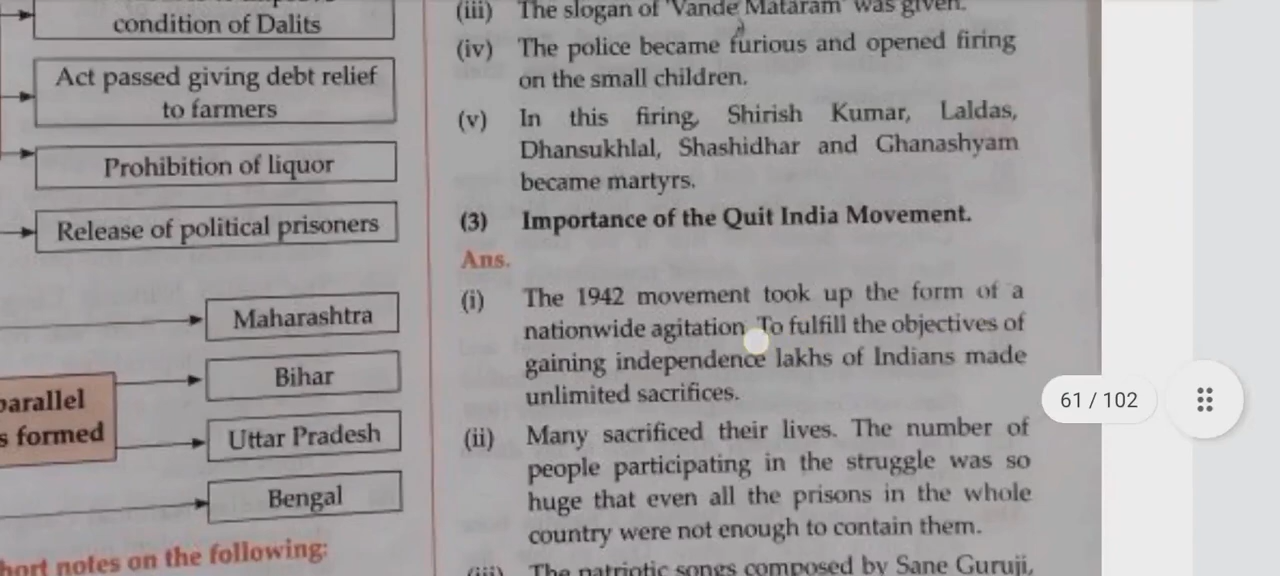 condition of Dalits
Act passed giving debt relief
to farmers
Prohibition of liquor
Release of political prisoners
Maharashtra
Bihar
parallel
s formed
Uttar Pradesh
Bengal
hort notes on the following:
(iii) The slogan of 'Vande Mataram' was given.
(iv) The police became furious and opened firing
on the small children.
(v) In this firing, Shirish Kumar, Laldas,
Dhansukhlal, Shashidhar and Ghanashyam
became martyrs.
(3) Importance of the Quit India Movement.
Ans.
(i) The 1942 movement took up the form of a
nationwide agitation. To fulfill the objectives of
gaining independence lakhs of Indians made
unlimited sacrifices.
(ii) Many sacrificed their lives. The number of
people participating in the struggle was so
huge that even all the prisons in the whole
country were not enough to contain them.
(iii) The patriotic songs composed by Sane Guruji,
61 / 102